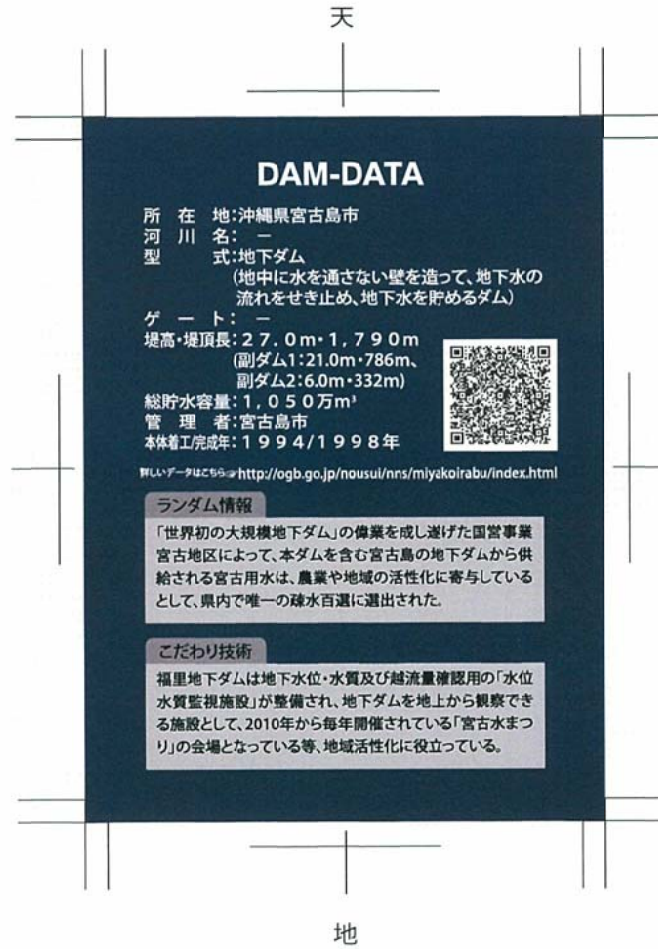 天
DAM-DATA
所在地:沖縄県宮古島市
河川名: ー
型式:地下ダム
(地中に水を通さない壁を造って、地下水の
流れをせき止め、地下水を貯めるダム)
ゲート: ー
堤高・堤頂長:27.0m・1,790m
(副ダム1:21.0m・786m、
副ダム2:6.0m・332m)
総貯水容量:1,050万m³
管理者:宮古島市
本体着工/完成年:1994/1998年
詳しいデータはこちら☞http://ogb.go.jp/nousui/nns/miyakoirabu/index.html
ランダム情報
「世界初の大規模地下ダム」の偉業を成し遂げた国営事業
宮古地区によって、本ダムを含む宮古島の地下ダムから供
給される宮古用水は、農業や地域の活性化に寄与している
として、県内で唯一の疎水百選に選出された。
こだわり技術
福里地下ダムは地下水位・水質及び越流量確認用の「水位
水質監視施設」が整備され、地下ダムを地上から観察でき
る施設として、2010年から毎年開催されている「宮古水まつ
り」の会場となっている等、地域活性化に役立っている。
地